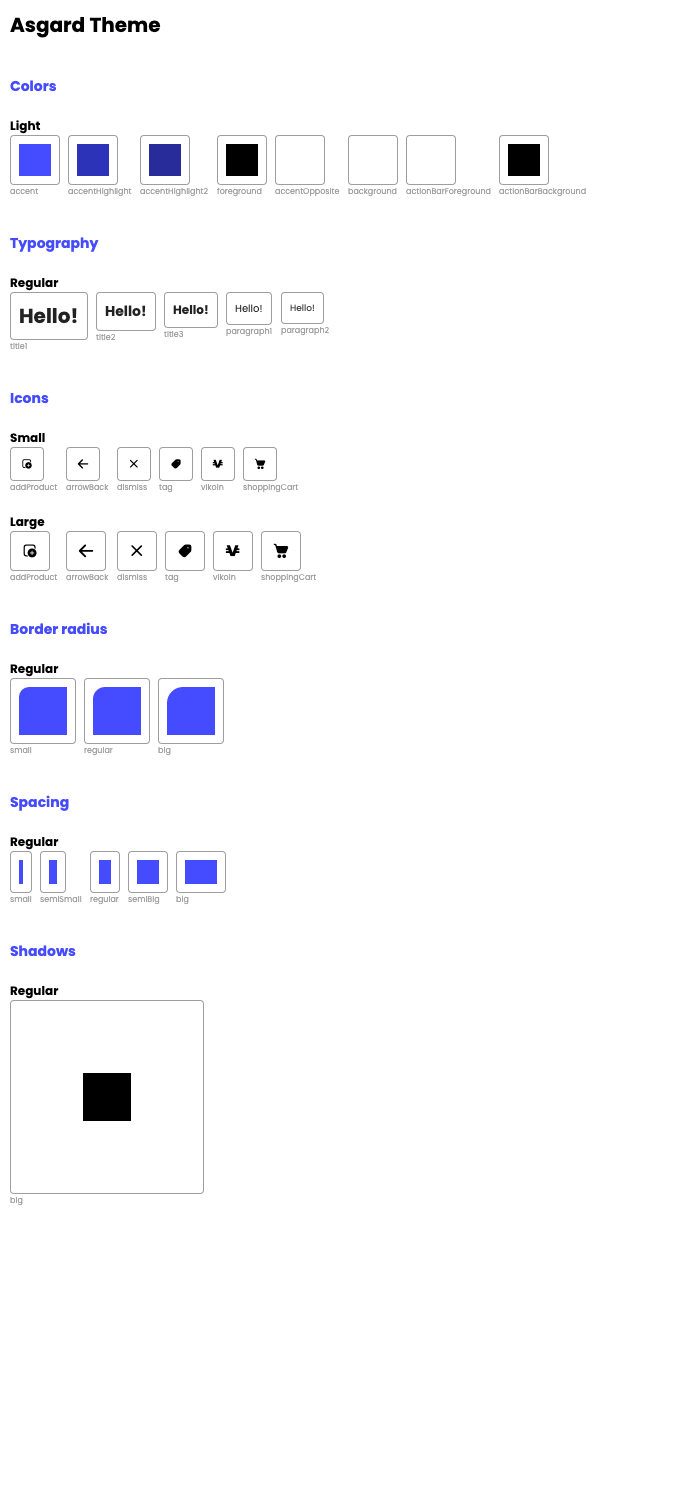 Asgard Theme
Colors
Light
accent accentHighlight accentHighlight2 foreground accentOpposite background actionBarForeground actionBarBackground
Typography
Regular
Hello! Hello! Hello! Hello! Hello!
title1 title2 title3 paragraph1 paragraph2
Icons
Small
addProduct arrowBack dismiss tag vikoin shoppingCart
Large
addProduct arrowBack dismiss tag vikoin shoppingCart
Border radius
Regular
small regular big
Spacing
Regular
small semiSmall regular semiBig big
Shadows
Regular
big